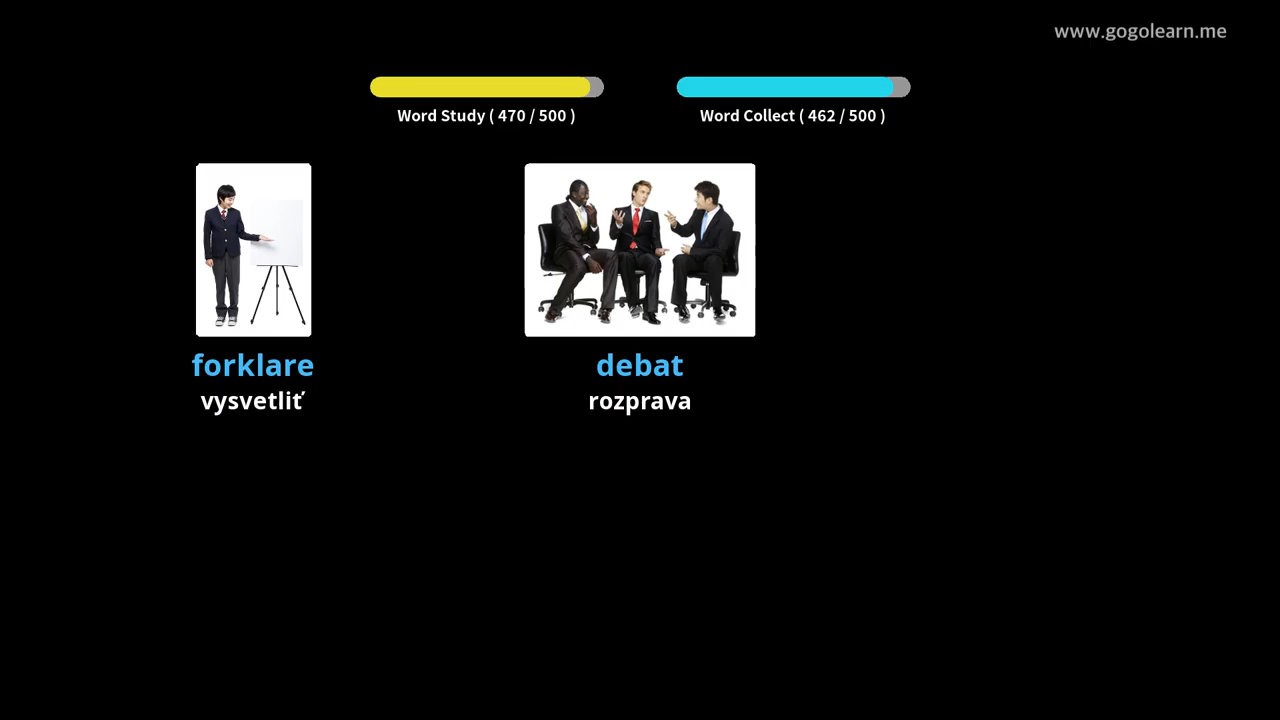 www.gogolearn.me
Word Study ( 470 / 500 )
Word Collect ( 462 / 500 )
forklare
vysvetliť
debat
rozprava